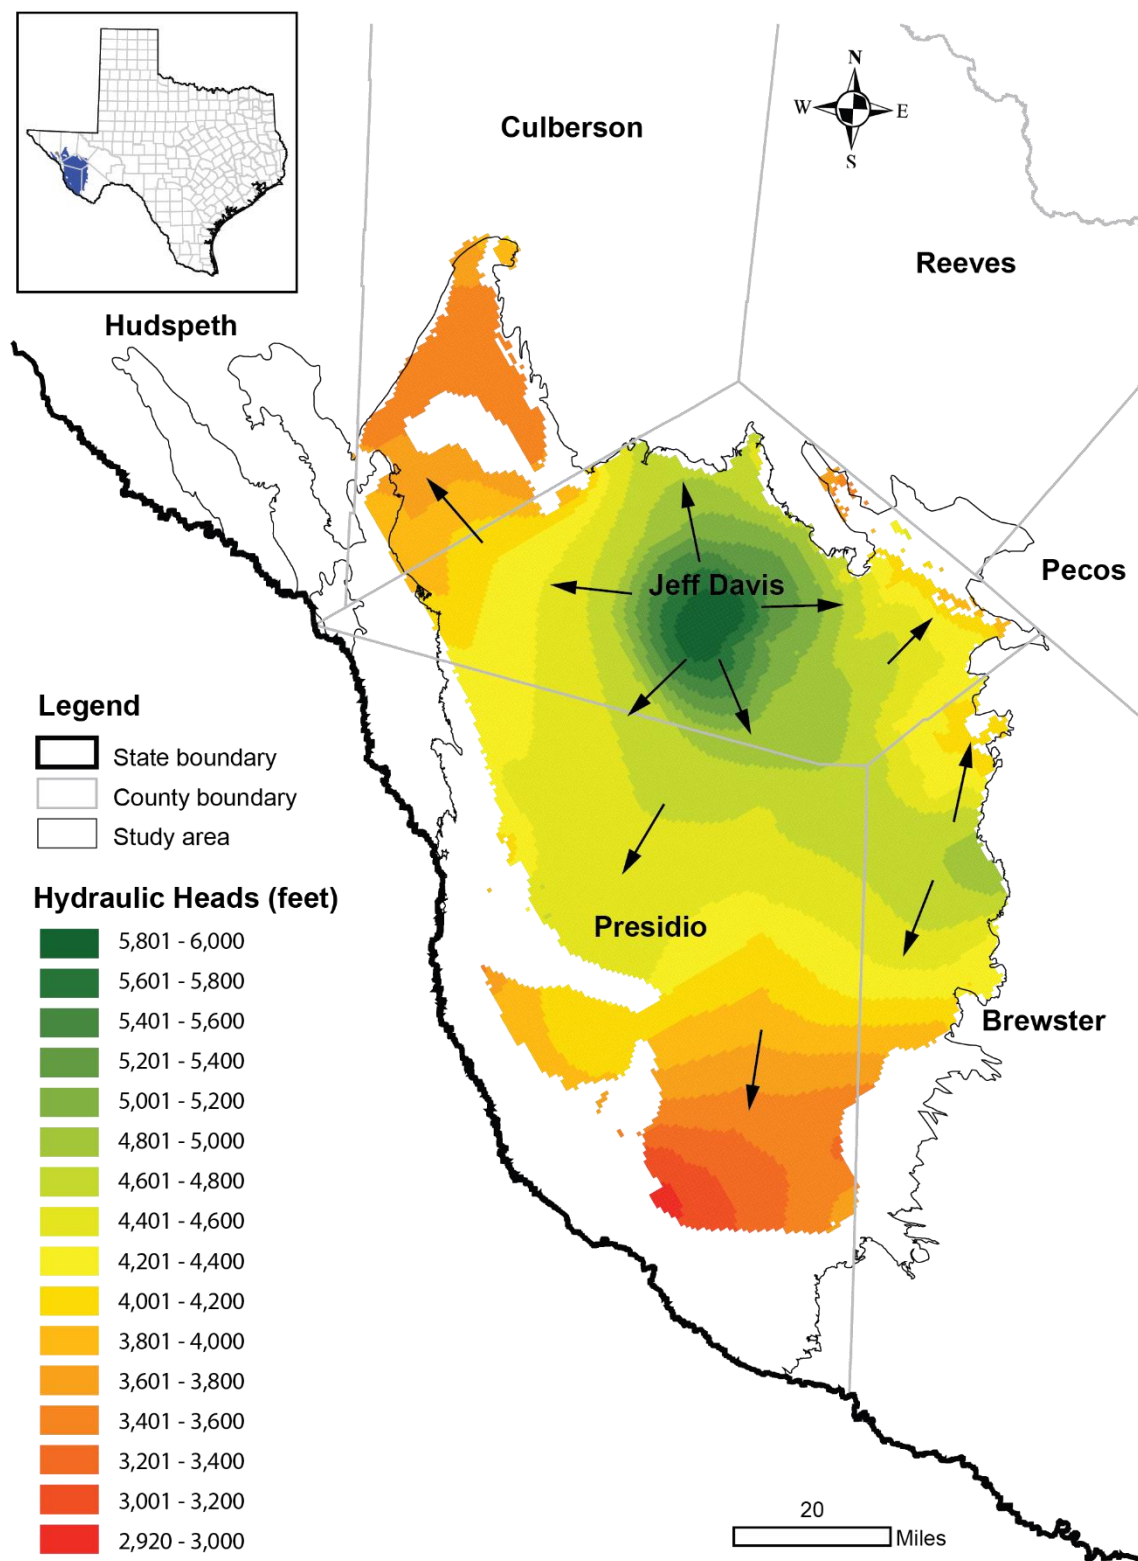 N
W
E
S
Culberson
Reeves
Hudspeth
Jeff Davis
Pecos
Presidio
Brewster
Legend
State boundary
County boundary
Study area
Hydraulic Heads (feet)
5,801 - 6,000
5,601 - 5,800
5,401 - 5,600
5,201 - 5,400
5,001 - 5,200
4,801 - 5,000
4,601 - 4,800
4,401 - 4,600
4,201 - 4,400
4,001 - 4,200
3,801 - 4,000
3,601 - 3,800
3,401 - 3,600
3,201 - 3,400
3,001 - 3,200
2,920 - 3,000
20
Miles